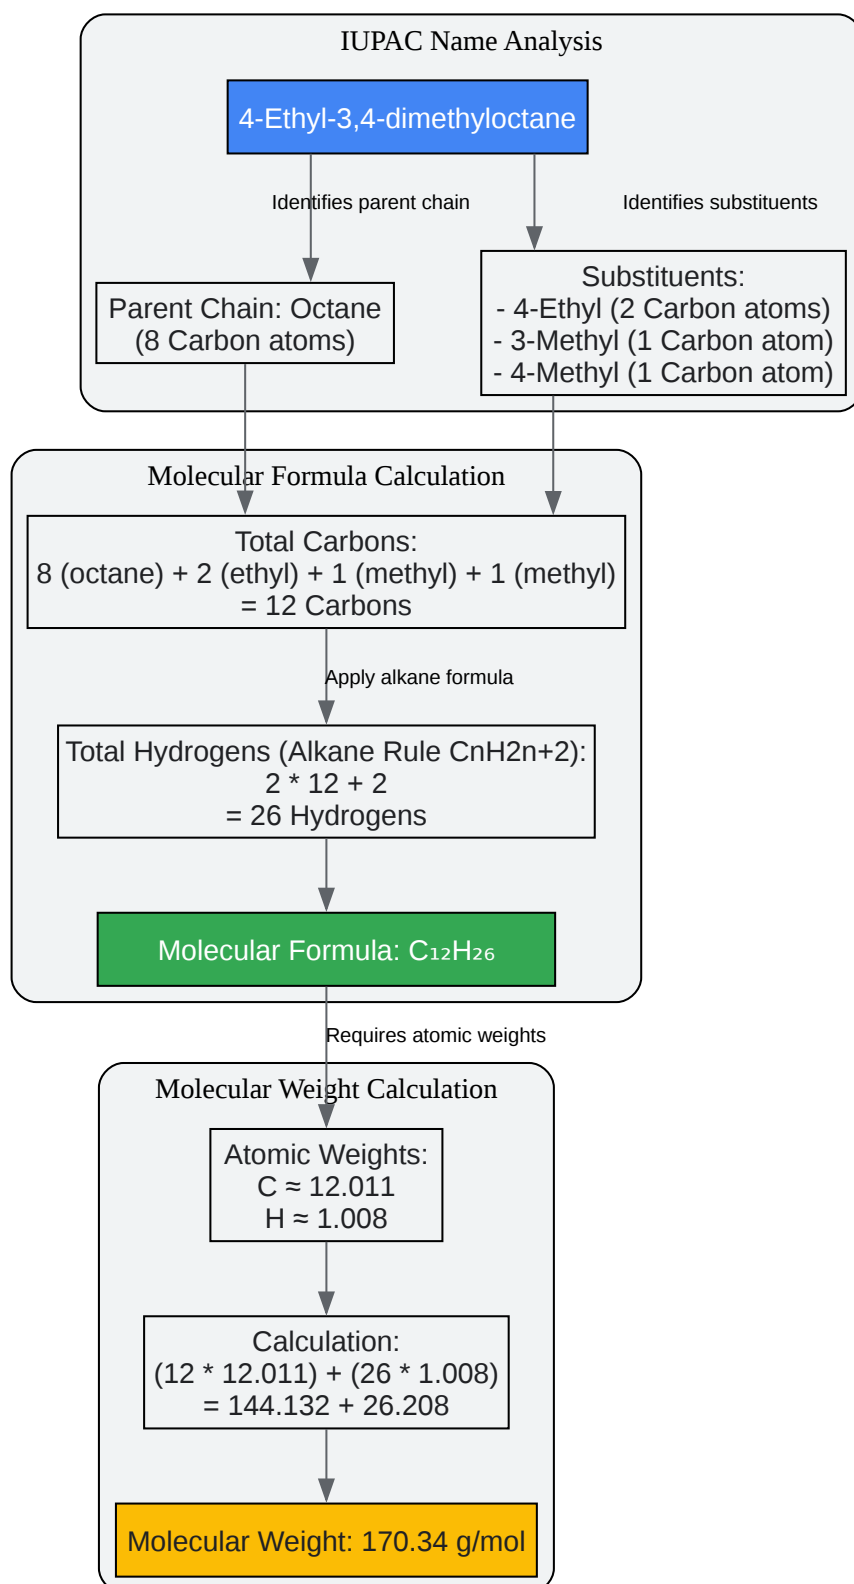 IUPAC Name Analysis
4-Ethyl-3,4-dimethyloctane
Identifies parent chain
Identifies substituents
Parent Chain: Octane
(8 Carbon atoms)
Substituents:
- 4-Ethyl (2 Carbon atoms)
- 3-Methyl (1 Carbon atom)
- 4-Methyl (1 Carbon atom)
Molecular Formula Calculation
Total Carbons:
8 (octane) + 2 (ethyl) + 1 (methyl) + 1 (methyl)
= 12 Carbons
Apply alkane formula
Total Hydrogens (Alkane Rule CnH2n+2):
2 * 12 + 2
= 26 Hydrogens
Molecular Formula: C₁₂H₂₆
Requires atomic weights
Molecular Weight Calculation
Atomic Weights:
C ≈ 12.011
H ≈ 1.008
Calculation:
(12 * 12.011) + (26 * 1.008)
= 144.132 + 26.208
Molecular Weight: 170.34 g/mol